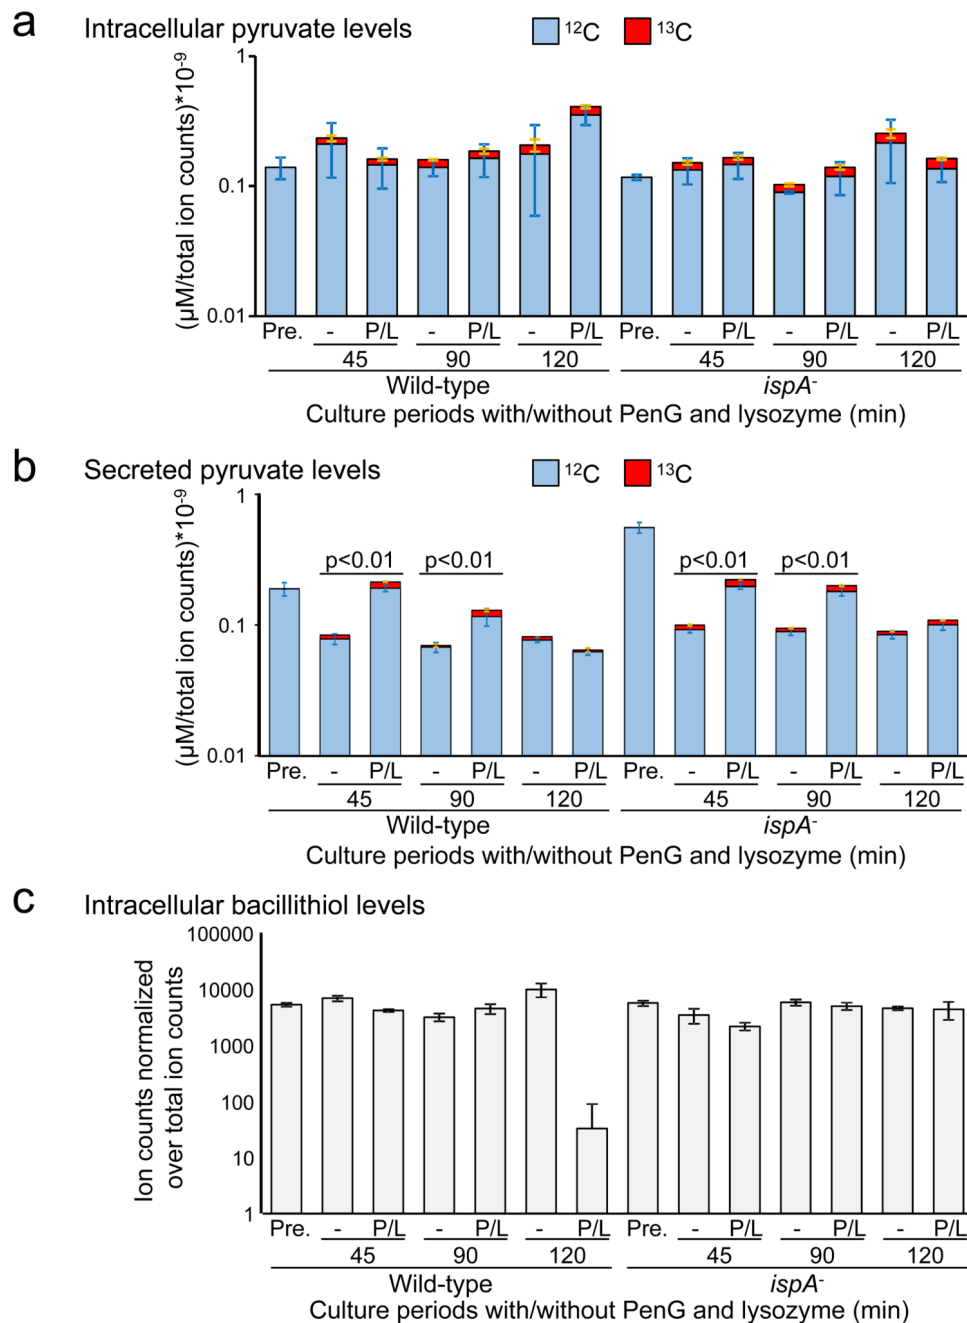 a Intracellular pyruvate levels ¹²C ¹³C
(µM/total ion counts)*10⁻⁹
1
0.1
0.01
Pre. - P/L - P/L - P/L Pre. - P/L - P/L - P/L
45 90 120 45 90 120
Wild-type ispA⁻
Culture periods with/without PenG and lysozyme (min)
b Secreted pyruvate levels ¹²C ¹³C
(µM/total ion counts)*10⁻⁹
1
p<0.01 p<0.01 p<0.01 p<0.01
0.1
0.01
Pre. - P/L - P/L - P/L Pre. - P/L - P/L - P/L
45 90 120 45 90 120
Wild-type ispA⁻
Culture periods with/without PenG and lysozyme (min)
c Intracellular bacillithiol levels
Ion counts normalized
over total ion counts
100000
10000
1000
100
10
1
Pre. - P/L - P/L - P/L Pre. - P/L - P/L - P/L
45 90 120 45 90 120
Wild-type ispA⁻
Culture periods with/without PenG and lysozyme (min)